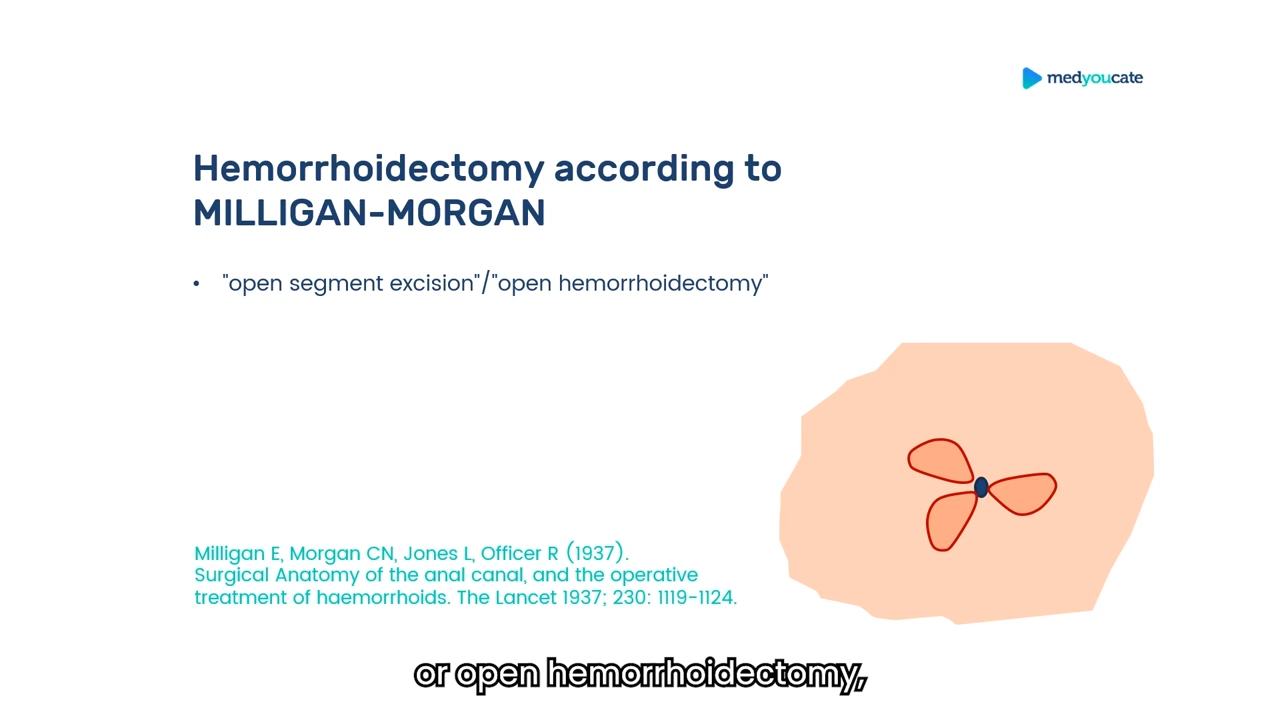 medyoucate
Hemorrhoidectomy according to
MILLIGAN-MORGAN
• "open segment excision"/"open hemorrhoidectomy"
Milligan E, Morgan CN, Jones L, Officer R (1937).
Surgical Anatomy of the anal canal, and the operative
treatment of haemorrhoids. The Lancet 1937; 230: 1119-1124.
or open hemorrhoidectomy,